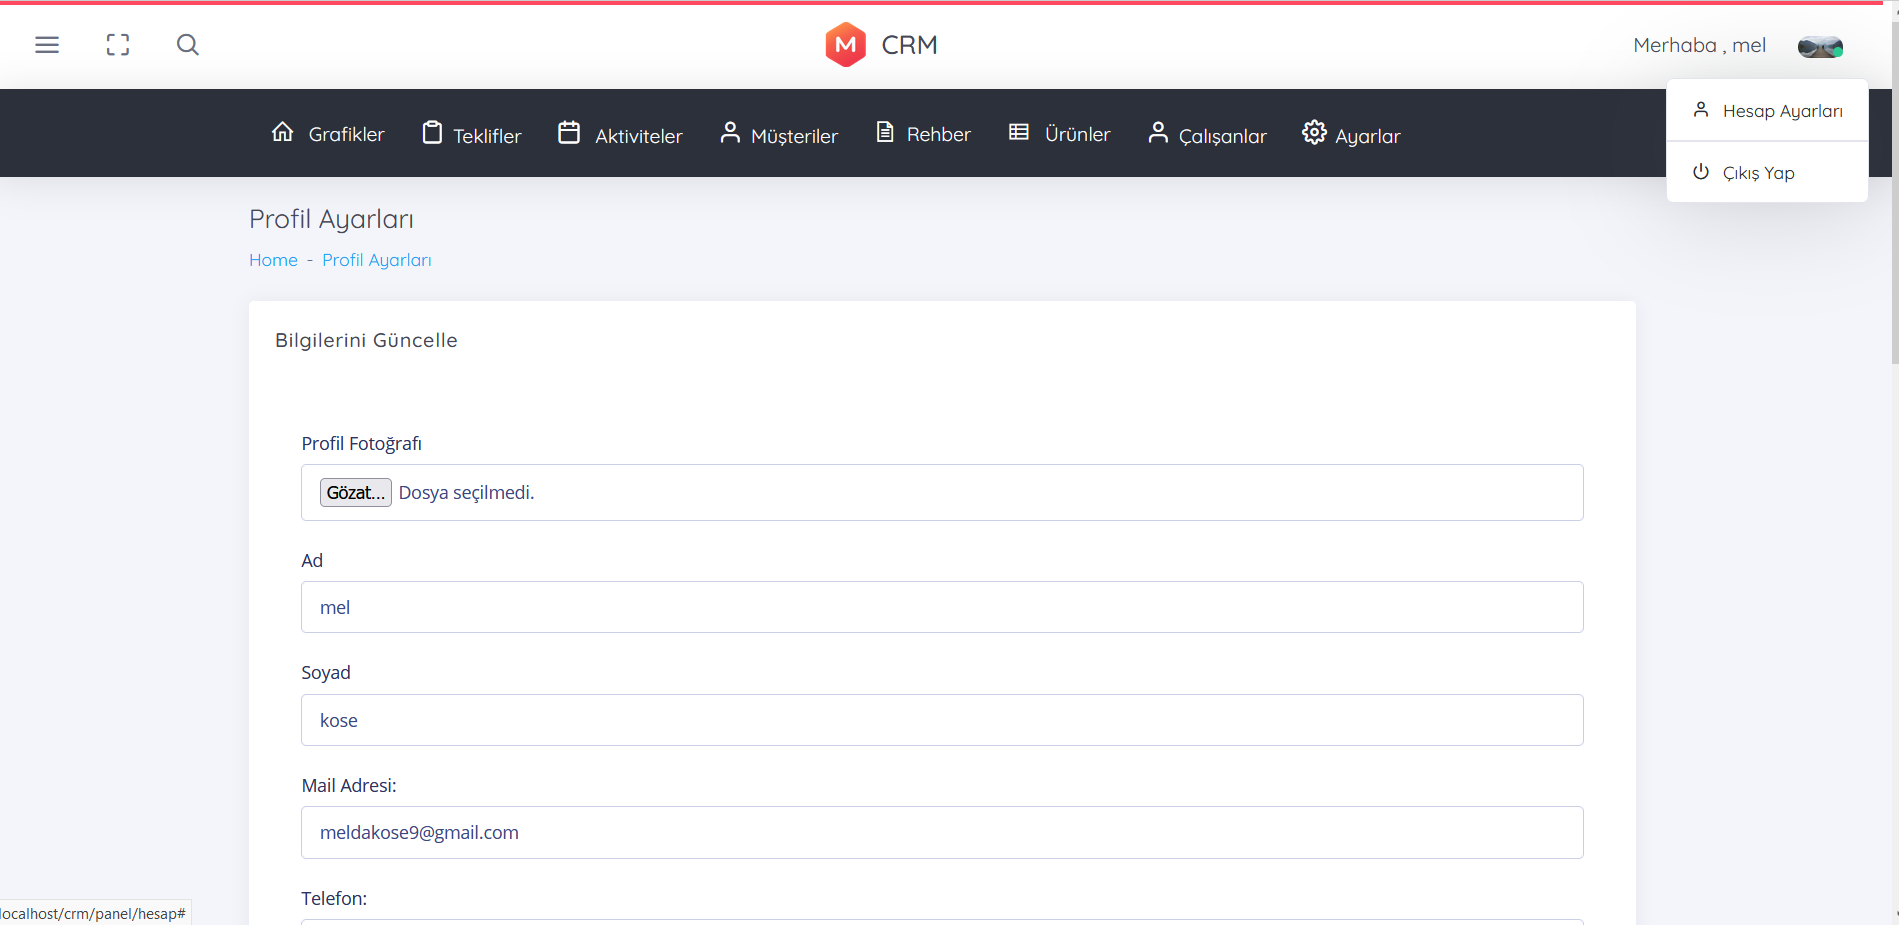 M CRM
Merhaba , mel
Hesap Ayarları
Çıkış Yap
Grafikler Teklifler Aktiviteler Müşteriler Rehber Ürünler Çalışanlar Ayarlar
Profil Ayarları
Home - Profil Ayarları
Bilgilerini Güncelle
Profil Fotoğrafı
Gözat... Dosya seçilmedi.
Ad
mel
Soyad
kose
Mail Adresi:
meldakose9@gmail.com
Telefon:
localhost/crm/panel/hesap#